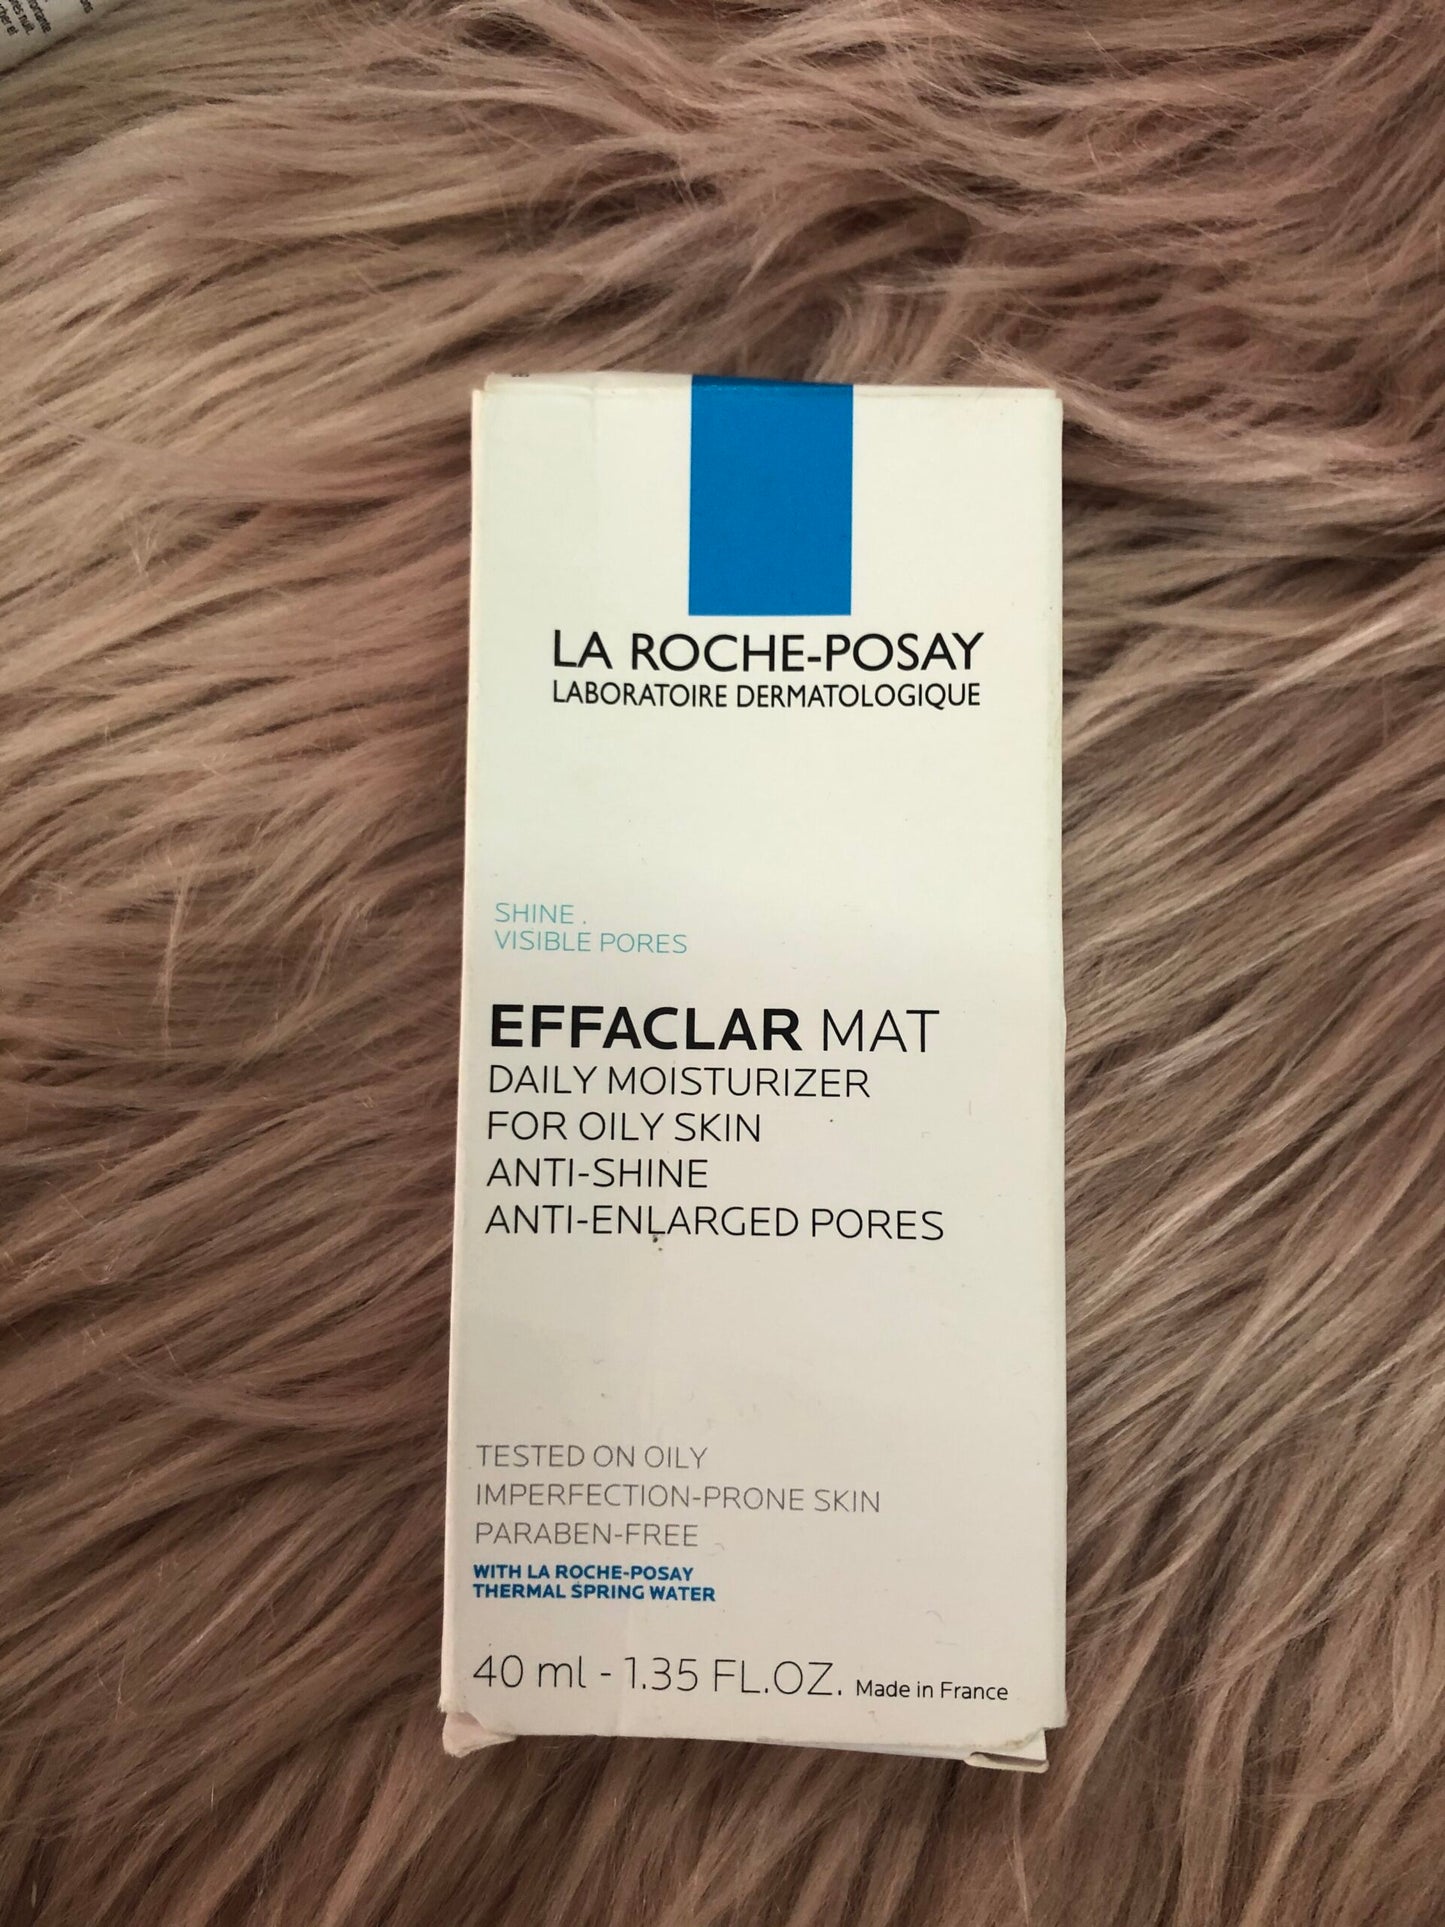 LA ROCHE-POSAY
LABORATOIRE DERMATOLOGIQUE
SHINE.
VISIBLE PORES
EFFACLAR MAT
DAILY MOISTURIZER
FOR OILY SKIN
ANTI-SHINE
ANTI-ENLARGED PORES
TESTED ON OILY
IMPERFECTION-PRONE SKIN
PARABEN-FREE
WITH LA ROCHE-POSAY
THERMAL SPRING WATER
40 ml - 1.35 FL.OZ. Made in France